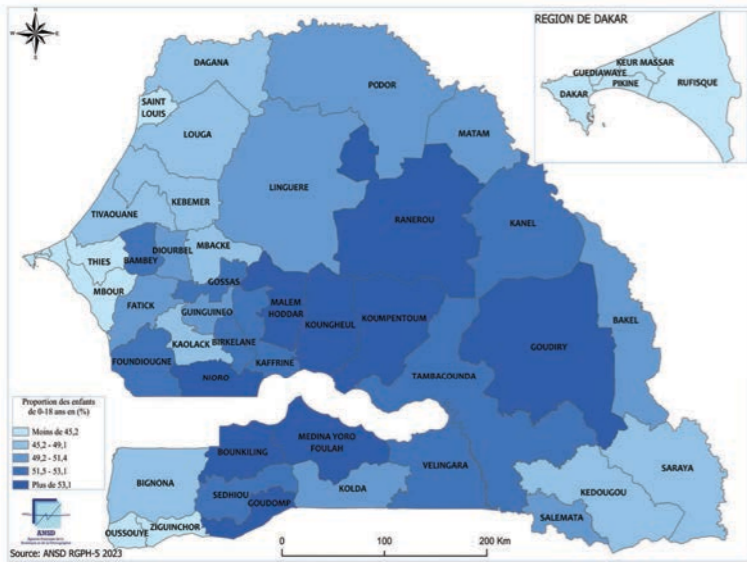 N
W
E
S
REGION DE DAKAR
KEUR MASSAR
GUEDIAWAYE
PIKINE
RUFISQUE
DAKAR
DAGANA
PODOR
SAINT
LOUIS
LOUGA
MATAM
LINGUERE
KEBEMER
TIVAOUANE
RANEROU
KANEL
MBACKE
DIOURBEL
THIES
BAMBEY
GOSSAS
MBOUR
FATICK
GUINGUINEO
MALEM
HODDAR
KOUNGHEUL
KOUMPENTOUM
BAKEL
KAOLACK
BIRKELANE
GOUDIRY
FOUNDIOUGNE
KAFFRINE
NIORO
TAMBACOUNDA
Proportion des enfants
de 0-18 ans en (%)
Moins de 45,2
45,2 - 49,1
49,2 - 51,4
51,5 - 53,1
Plus de 53,1
MEDINA YORO
FOULAH
BOUNKILING
VELINGARA
SARAYA
BIGNONA
SEDHIOU
KOLDA
KEDOUGOU
GOUDOMP
SALEMATA
ZIGUINCHOR
OUSSOUYE
ANSD
Source: ANSD RGPH-5 2023
0
200 Km